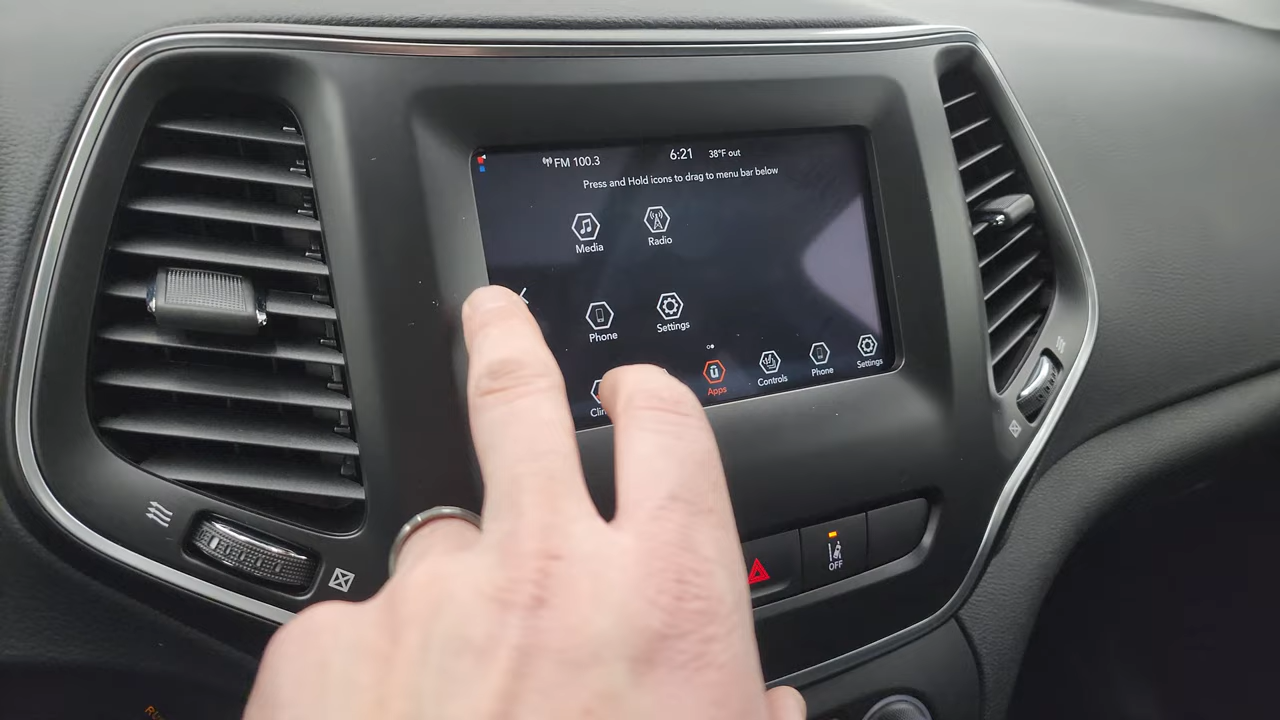 FM 100.3 6:21 38°F out
Press and Hold icons to drag to menu bar below
Media Radio
Phone Settings
Apps Controls Phone Settings
OFF